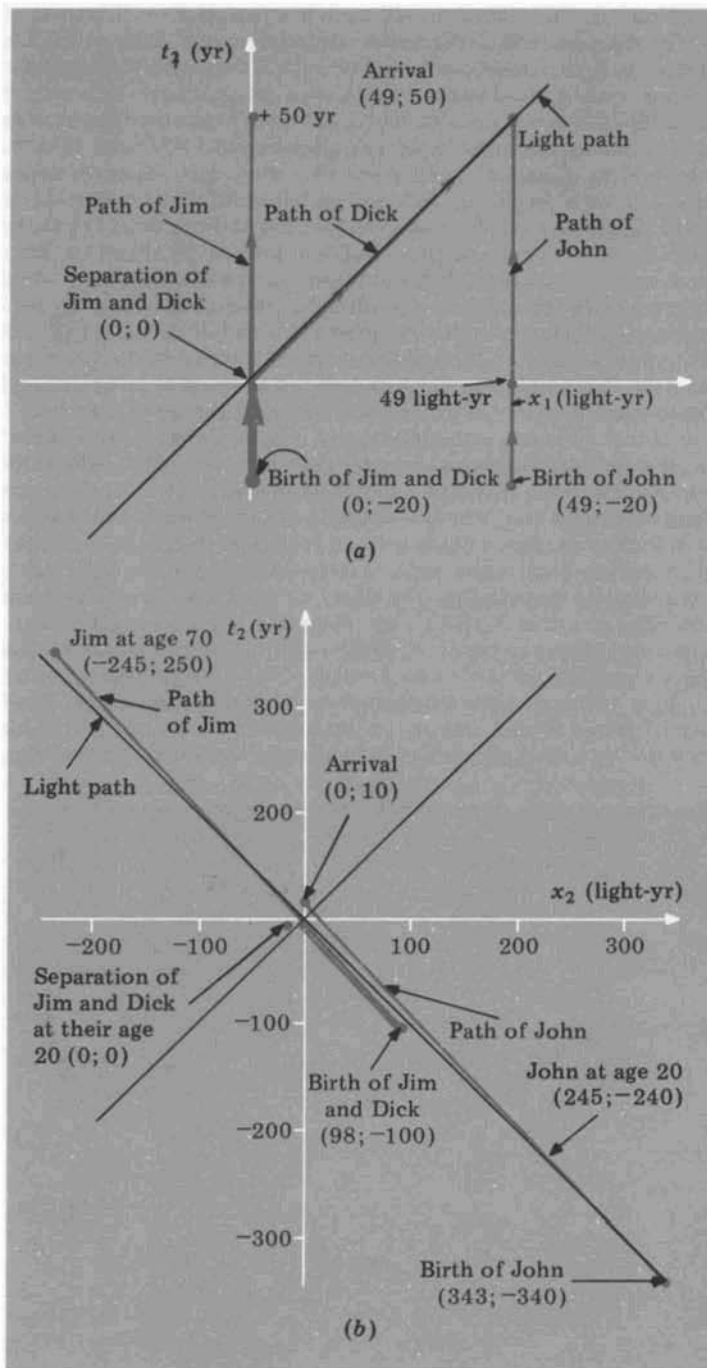 t₁ (yr)
Arrival
(49; 50)
+ 50 yr
Light path
Path of Jim
Path of Dick
Path of
John
Separation of
Jim and Dick
(0; 0)
49 light-yr
x₁ (light-yr)
Birth of Jim and Dick
(0; −20)
Birth of John
(49; −20)
(a)
t₂ (yr)
Jim at age 70
(−245; 250)
Path
of Jim
300
Light path
Arrival
(0; 10)
200
x₂ (light-yr)
−200
−100
100
200
300
Separation of
Jim and Dick
at their age
20 (0; 0)
−100
Path of John
Birth of Jim
and Dick
(98; −100)
John at age 20
(245; −240)
−200
−300
Birth of John
(343; −340)
(b)